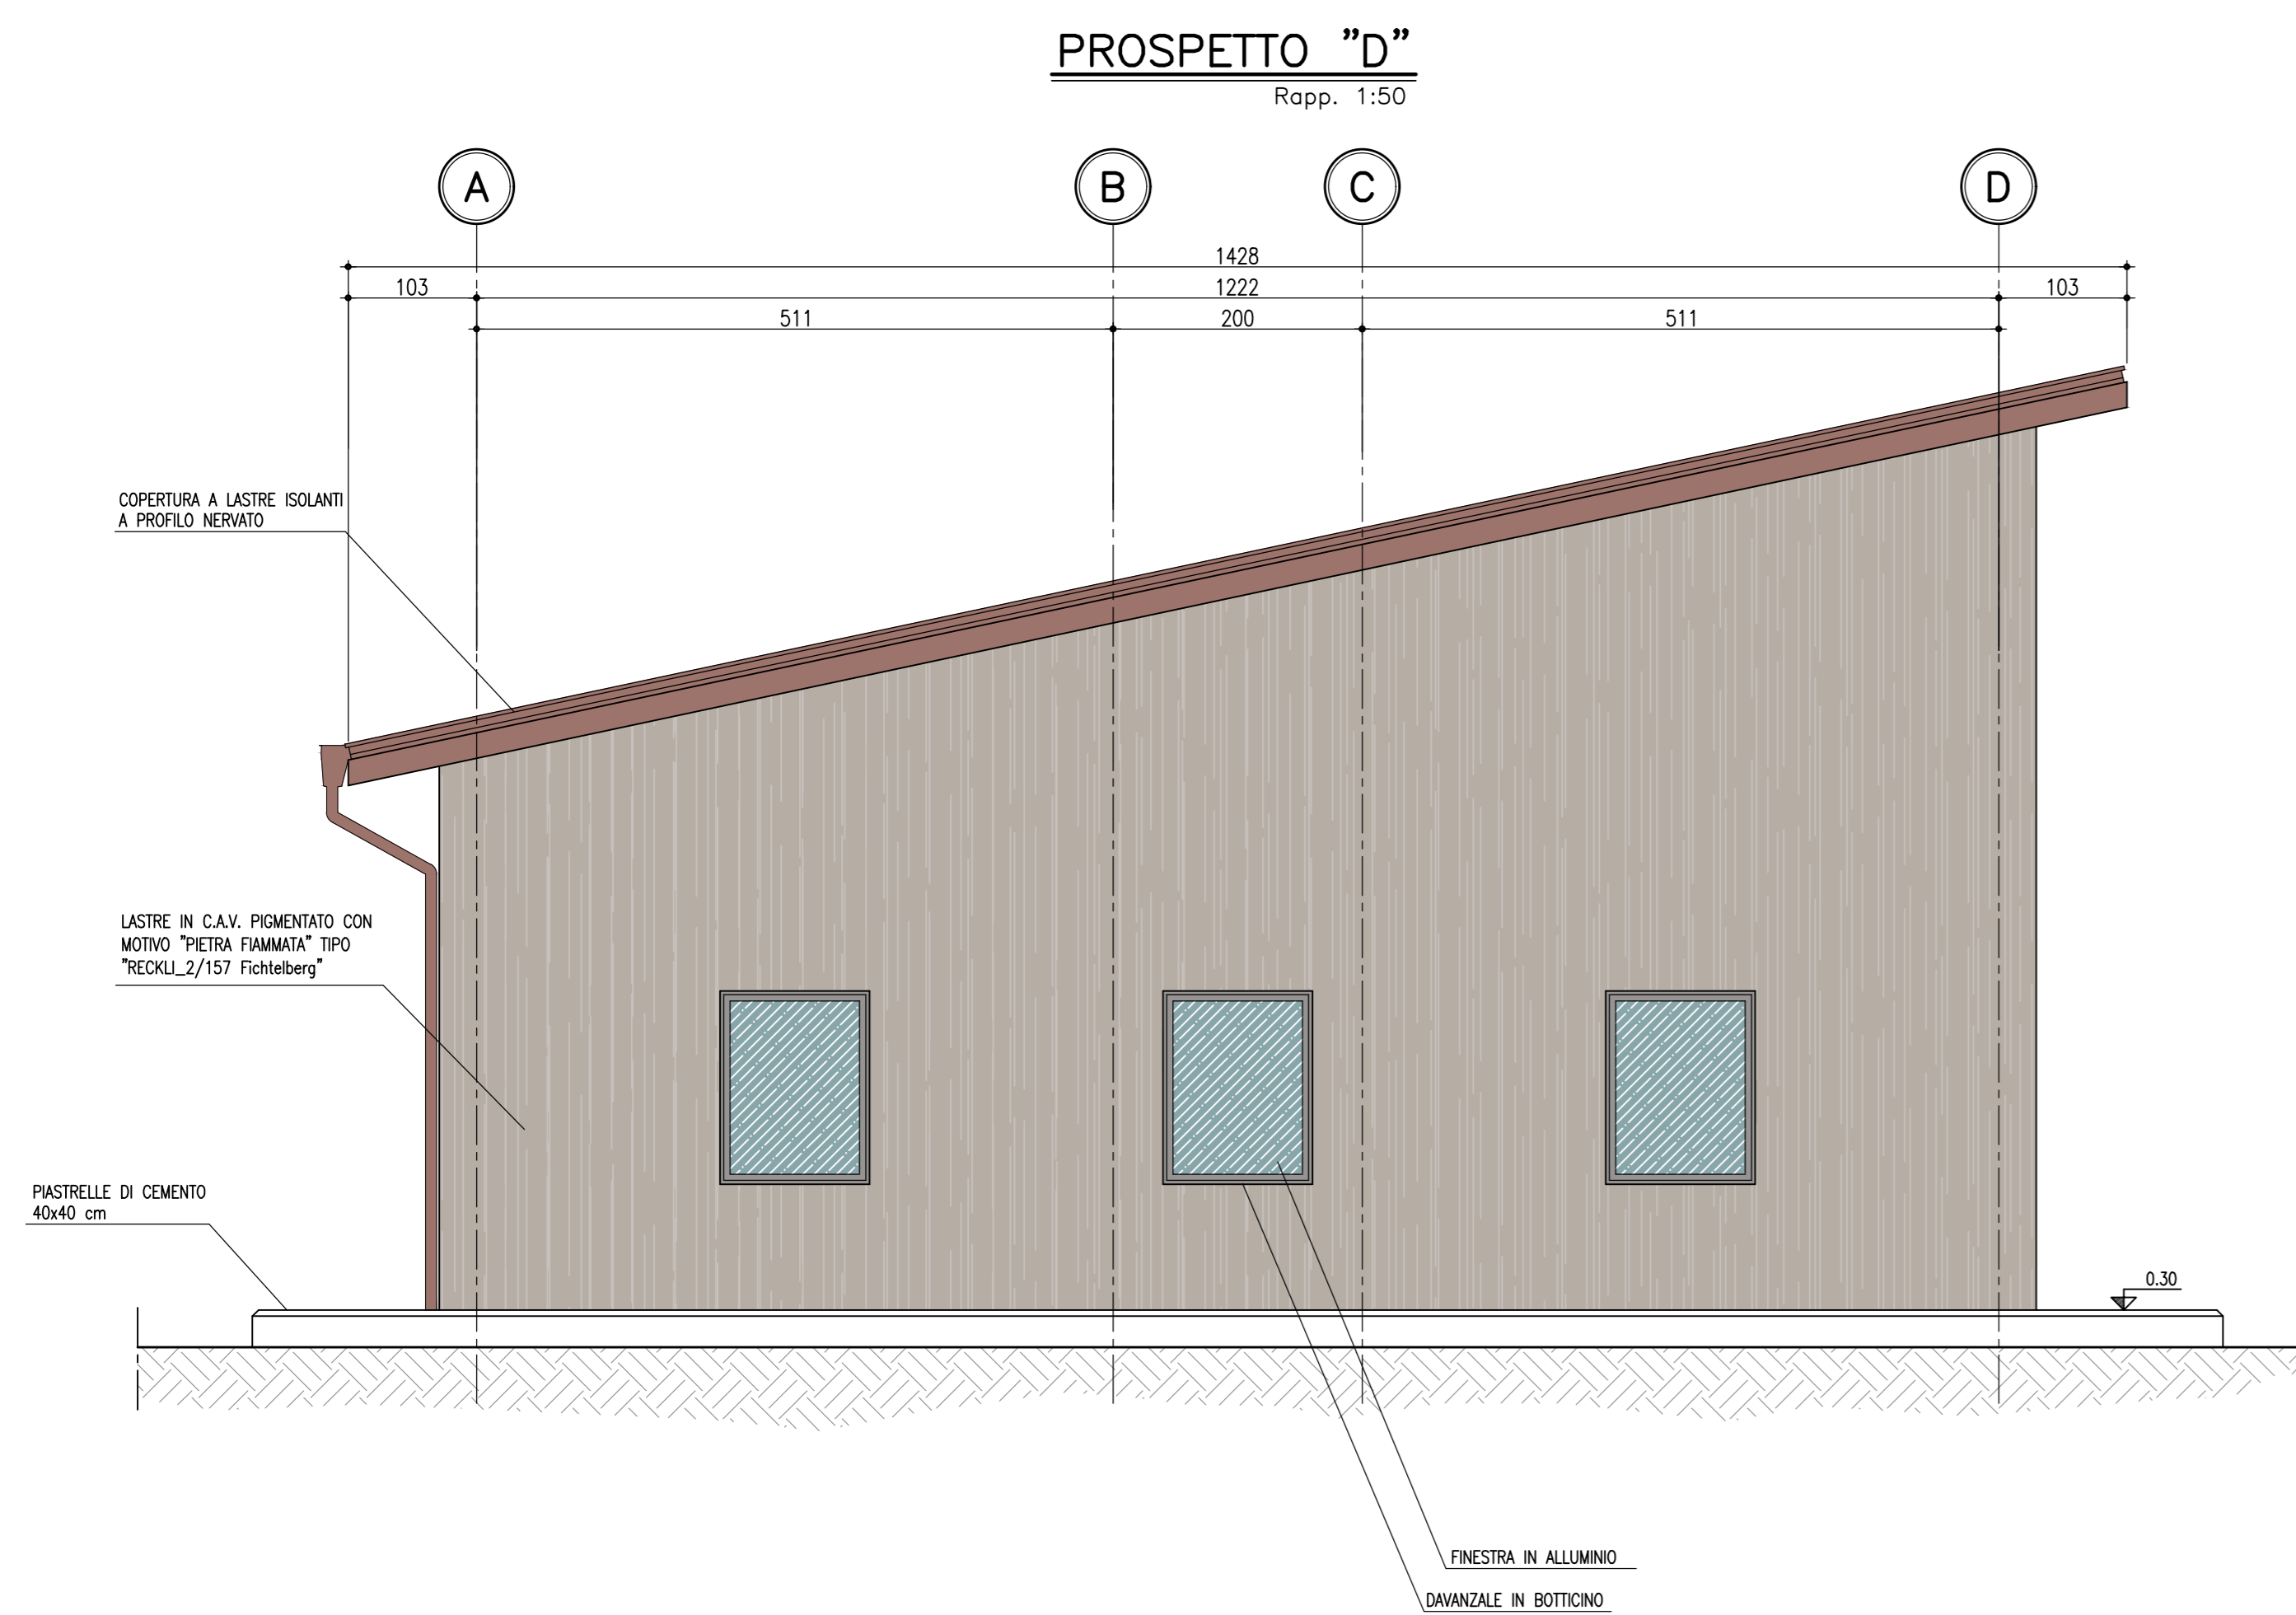 PROSPETTO "D"
Rapp. 1:50
A
B
C
D
1428
103
1222
103
511
200
511
COPERTURA A LASTRE ISOLANTI
A PROFILO NERVATO
LASTRE IN C.A.V. PIGMENTATO CON
MOTIVO "PIETRA FIAMMATA" TIPO
"RECKLI_2/157 Fichtelberg"
PIASTRELLE DI CEMENTO
40x40 cm
0.30
FINESTRA IN ALLUMINIO
DAVANZALE IN BOTTICINO